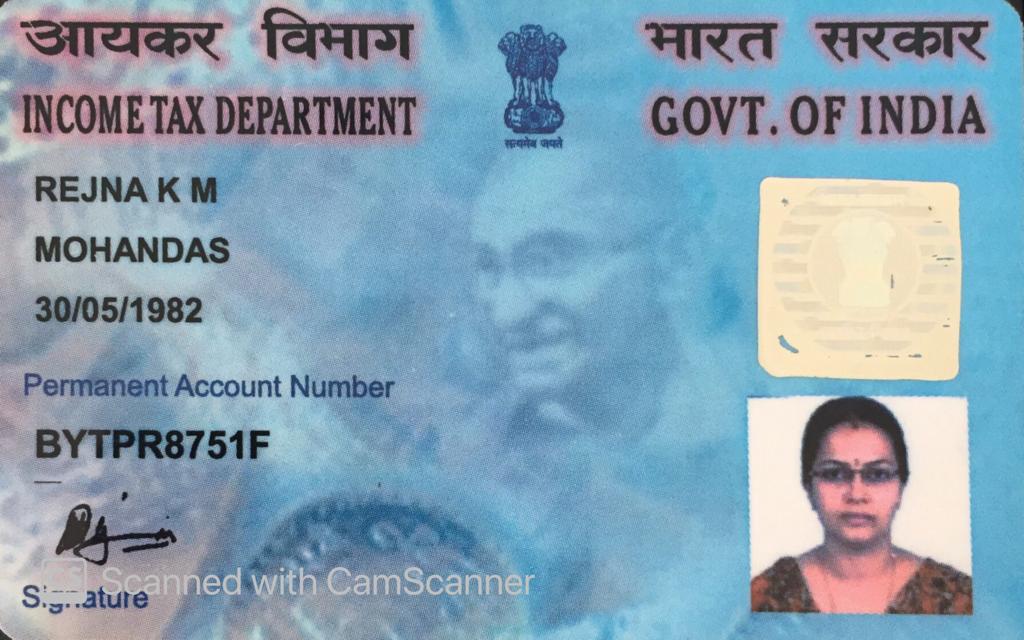 आयकर विभाग
भारत सरकार
INCOME TAX DEPARTMENT
GOVT. OF INDIA
सत्यमेव जयते
REJNA K M
MOHANDAS
30/05/1982
Permanent Account Number
BYTPR8751F
Signature
CS Scanned with CamScanner